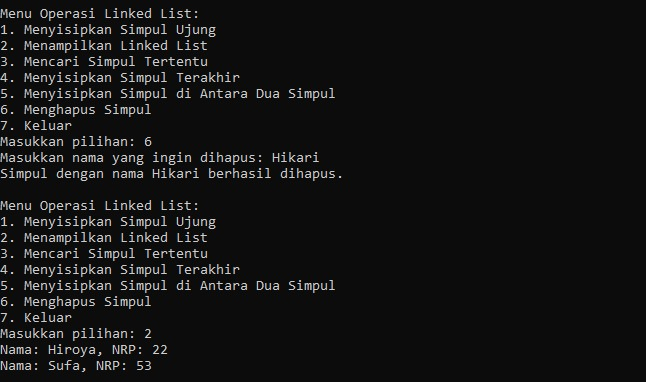 Menu Operasi Linked List:
1. Menyisipkan Simpul Ujung
2. Menampilkan Linked List
3. Mencari Simpul Tertentu
4. Menyisipkan Simpul Terakhir
5. Menyisipkan Simpul di Antara Dua Simpul
6. Menghapus Simpul
7. Keluar
Masukkan pilihan: 6
Masukkan nama yang ingin dihapus: Hikari
Simpul dengan nama Hikari berhasil dihapus.

Menu Operasi Linked List:
1. Menyisipkan Simpul Ujung
2. Menampilkan Linked List
3. Mencari Simpul Tertentu
4. Menyisipkan Simpul Terakhir
5. Menyisipkan Simpul di Antara Dua Simpul
6. Menghapus Simpul
7. Keluar
Masukkan pilihan: 2
Nama: Hiroya, NRP: 22
Nama: Sufa, NRP: 53